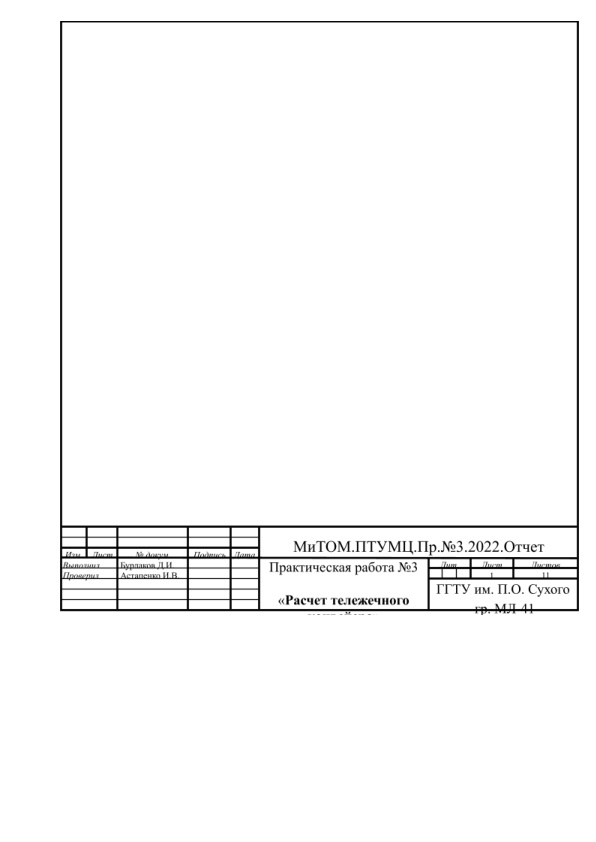 МиТОМ.ПТУМЦ.Пр.№3.2022.Отчет
Изм. Лист № докум. Подпись Дата
Выполнил Бурлаков Д.И.
Проверил Астапенко И.В.
Практическая работа №3
«Расчет тележечного
Лит. Лист Листов
1 11
ГГТУ им. П.О. Сухого
гр. МЛ-41